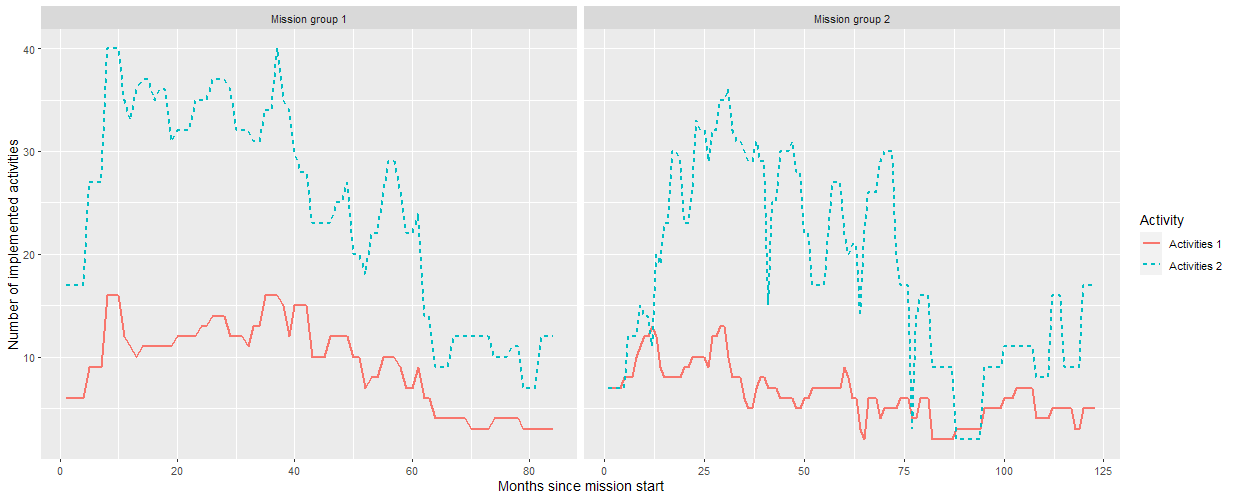 Mission group 1
Mission group 2
Number of implemented activities
40
30
20
10
0
20
40
60
80
0
25
50
75
100
125
Months since mission start
Activity
Activities 1
Activities 2